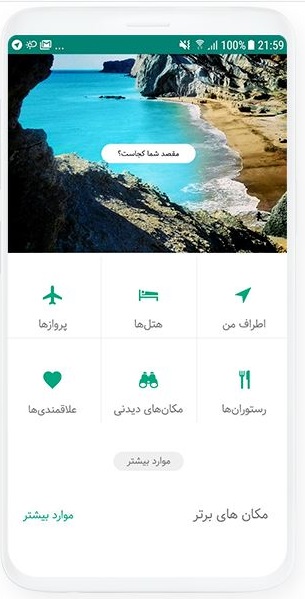 100% 21:59
مقصد شما کجاست؟
اطراف من
هتل‌ها
پروازها
رستوران‌ها
مکان‌های دیدنی
علاقمندی‌ها
موارد بیشتر
مکان های برتر
موارد بیشتر